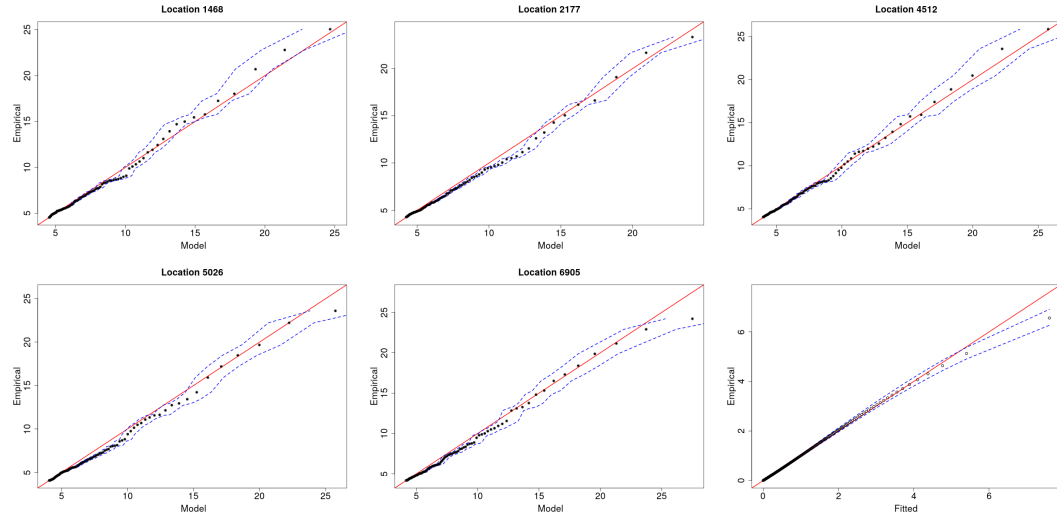 Location 1468
Empirical
25
20
15
10
5
5 10 15 20 25
Model
Location 2177
Empirical
25
20
15
10
5
5 10 15 20
Model
Location 4512
Empirical
25
20
15
10
5
5 10 15 20 25
Model
Location 5026
Empirical
25
20
15
10
5
5 10 15 20 25
Model
Location 6905
Empirical
25
20
15
10
5
5 10 15 20 25
Model
Empirical
6
4
2
0
0 2 4 6
Fitted